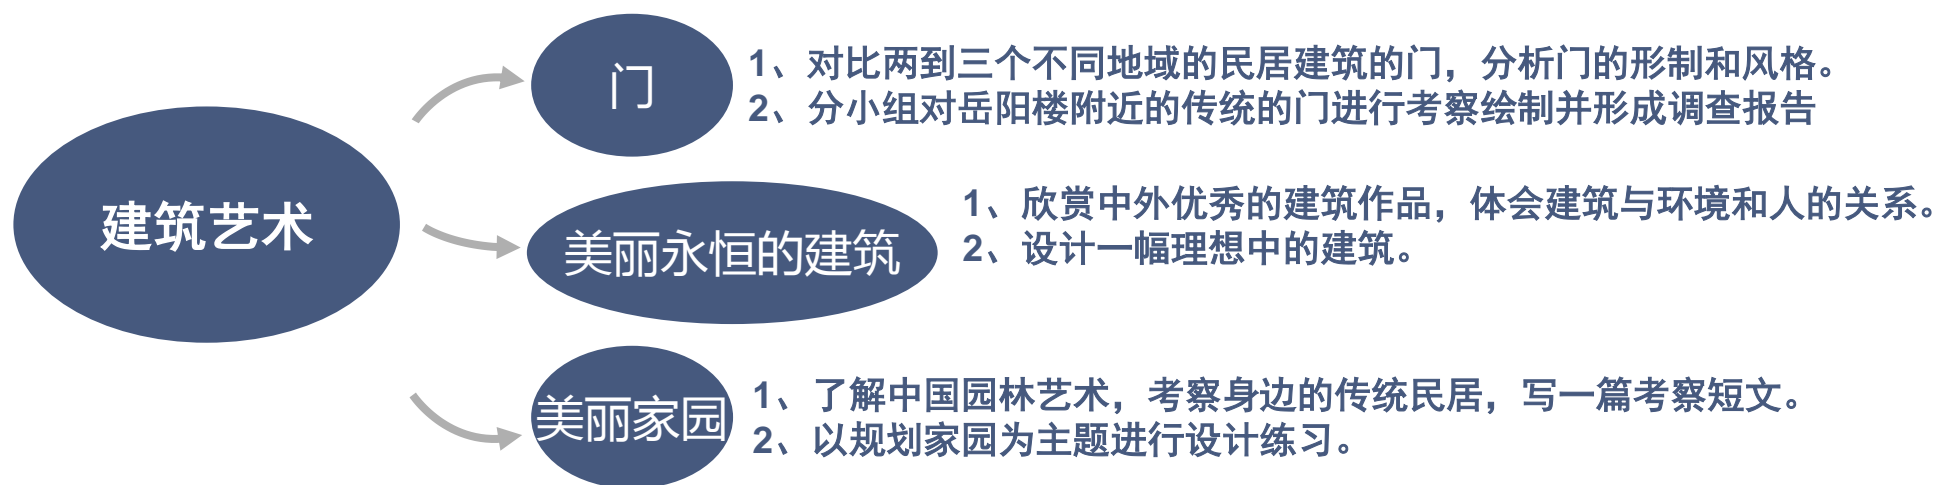 建筑艺术
门
1、对比两到三个不同地域的民居建筑的门，分析门的形制和风格。
2、分小组对岳阳楼附近的传统的门进行考察绘制并形成调查报告
美丽永恒的建筑
1、欣赏中外优秀的建筑作品，体会建筑与环境和人的关系。
2、设计一幅理想中的建筑。
美丽家园
1、了解中国园林艺术，考察身边的传统民居，写一篇考察短文。
2、以规划家园为主题进行设计练习。